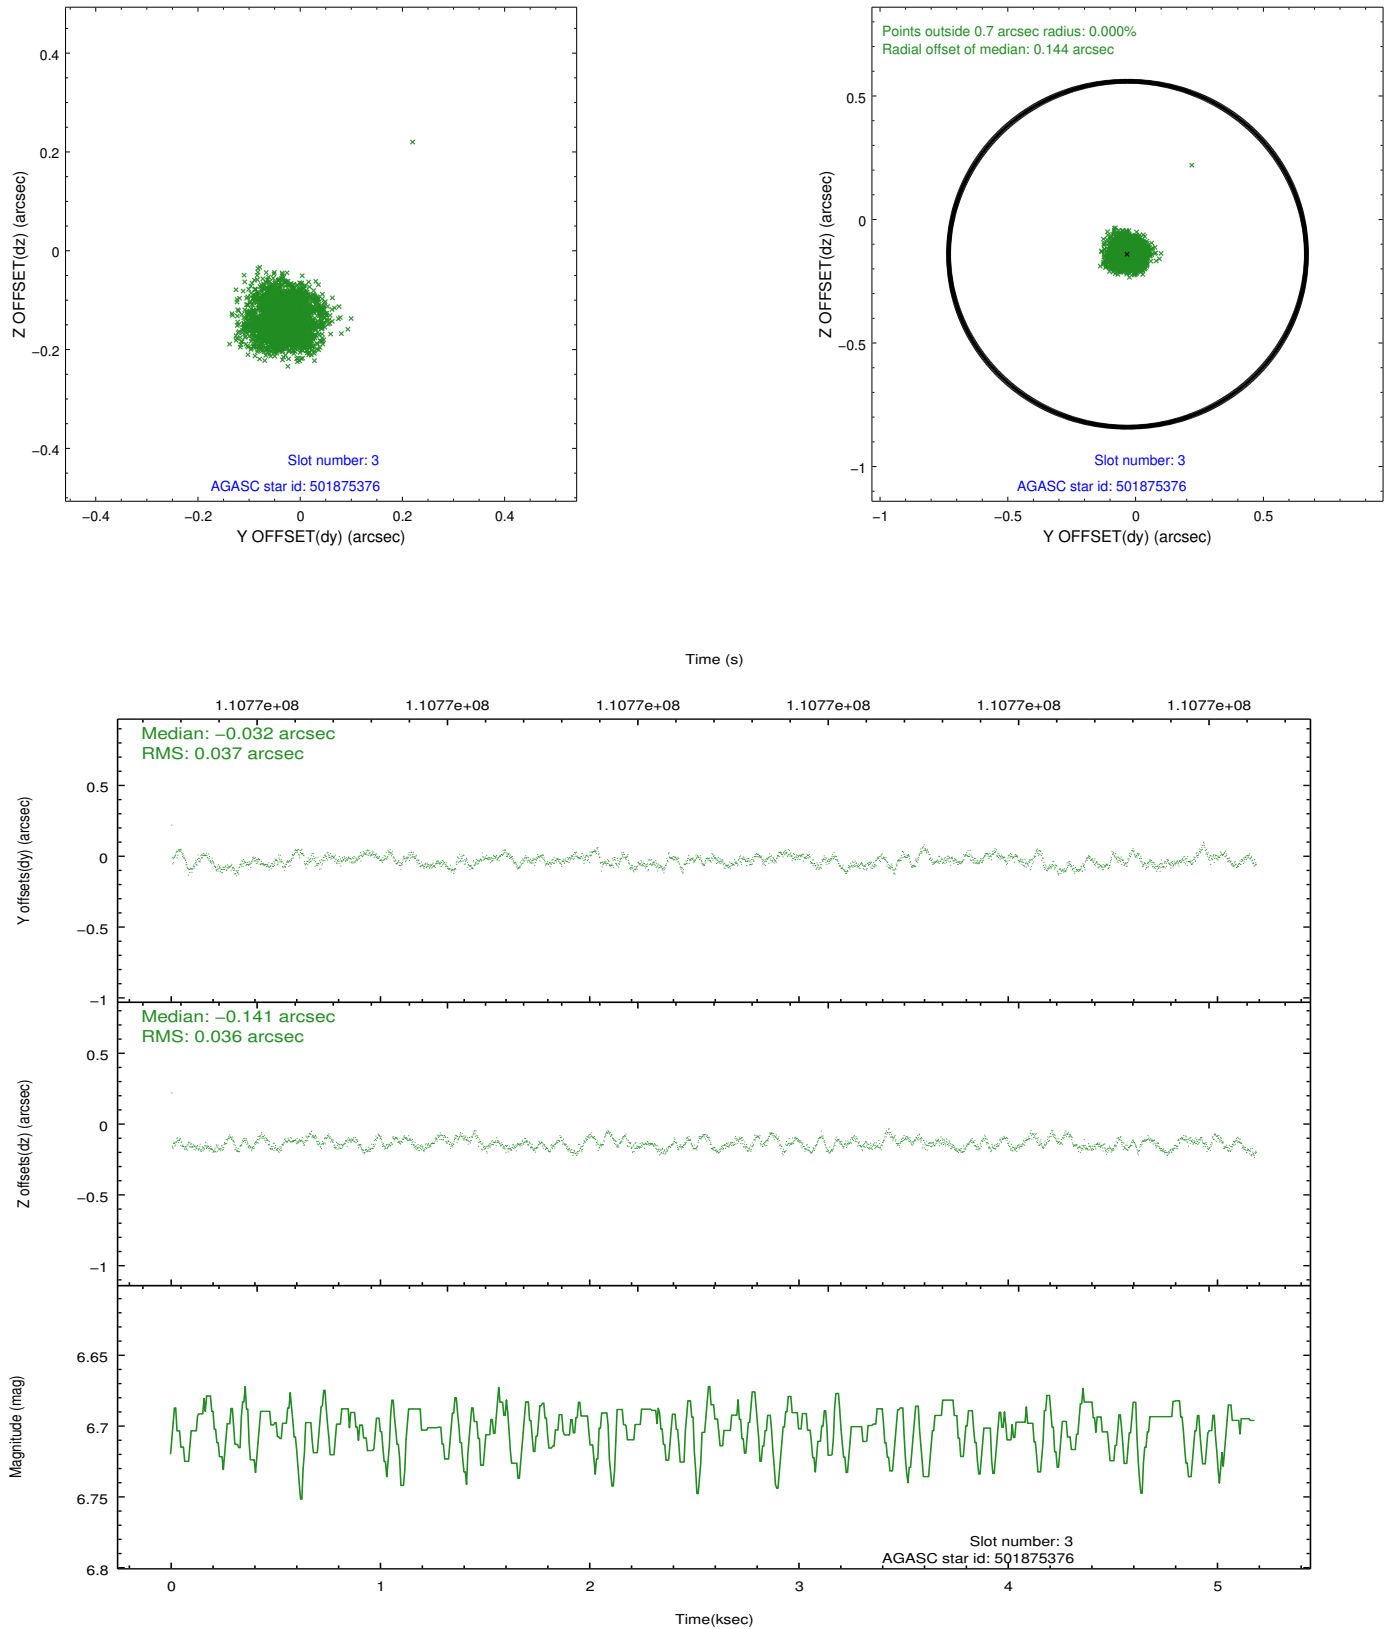 0.4
0.2
0
−0.2
−0.4
Z OFFSET(dz) (arcsec)
Slot number: 3
AGASC star id: 501875376
−0.4 −0.2 0 0.2 0.4
Y OFFSET(dy) (arcsec)
Points outside 0.7 arcsec radius: 0.000%
Radial offset of median: 0.144 arcsec
0.5
0
−0.5
−1
Z OFFSET(dz) (arcsec)
Slot number: 3
AGASC star id: 501875376
−1 −0.5 0 0.5
Y OFFSET(dy) (arcsec)
Time (s)
1.1077e+08 1.1077e+08 1.1077e+08 1.1077e+08 1.1077e+08 1.1077e+08
Median: −0.032 arcsec
RMS: 0.037 arcsec
0.5
0
−0.5
−1
Y offsets(dy) (arcsec)
Median: −0.141 arcsec
RMS: 0.036 arcsec
0.5
0
−0.5
−1
Z offsets(dz) (arcsec)
6.65
6.7
6.75
6.8
Magnitude (mag)
Slot number: 3
AGASC star id: 501875376
0 1 2 3 4 5
Time(ksec)